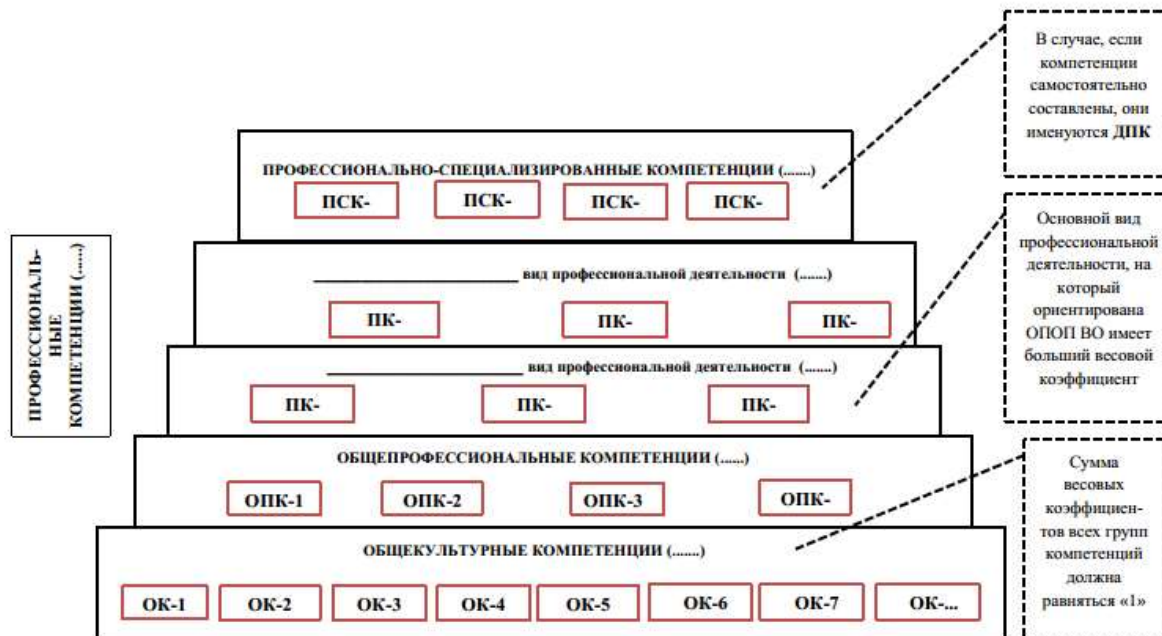 В случае, если
компетенции
самостоятельно
составлены, они
именуются ДПК
ПРОФЕССИОНАЛЬНО-СПЕЦИАЛИЗИРОВАННЫЕ КОМПЕТЕНЦИИ (.......)
ПСК- ПСК- ПСК- ПСК-
Основной вид
профессиональной
деятельности, на
который
ориентирована
ОПОП ВО имеет
больший весовой
коэффициент
ПРОФЕССИОНАЛЬ-
НЫЕ
КОМПЕТЕНЦИИ (......)
____________________________ вид профессиональной деятельности (.......)
ПК- ПК- ПК-
___________________________ вид профессиональной деятельности (.......)
ПК- ПК- ПК-
ОБЩЕПРОФЕССИОНАЛЬНЫЕ КОМПЕТЕНЦИИ (......)
ОПК-1 ОПК-2 ОПК-3 ОПК-
Сумма
весовых
коэффициен-
тов всех групп
компетенций
должна
равняться «1»
ОБЩЕКУЛЬТУРНЫЕ КОМПЕТЕНЦИИ (.......)
ОК-1 ОК-2 ОК-3 ОК-4 ОК-5 ОК-6 ОК-7 ОК-...